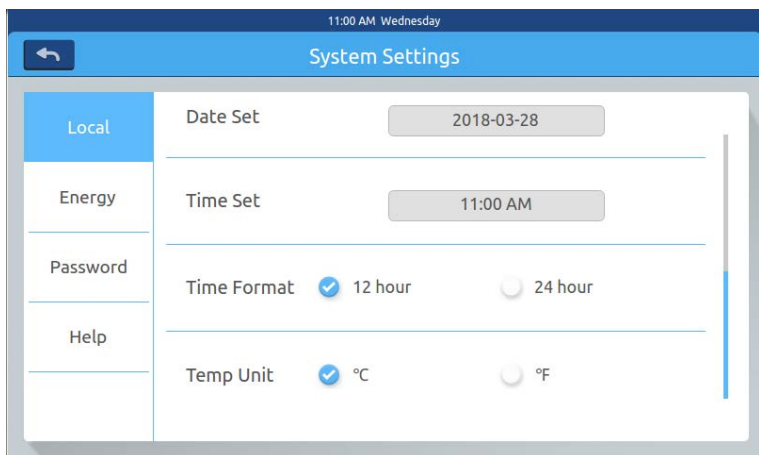 11:00 AM Wednesday
System Settings
Local
Date Set
2018-03-28
Energy
Time Set
11:00 AM
Password
Time Format
12 hour
24 hour
Help
Temp Unit
℃
℉